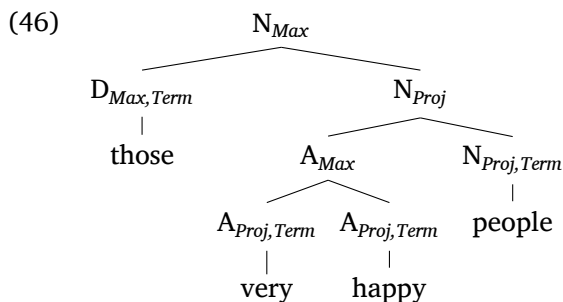 (46) N_Max
D_Max,Term N_Proj
those A_Max N_Proj,Term
A_Proj,Term A_Proj,Term people
very happy